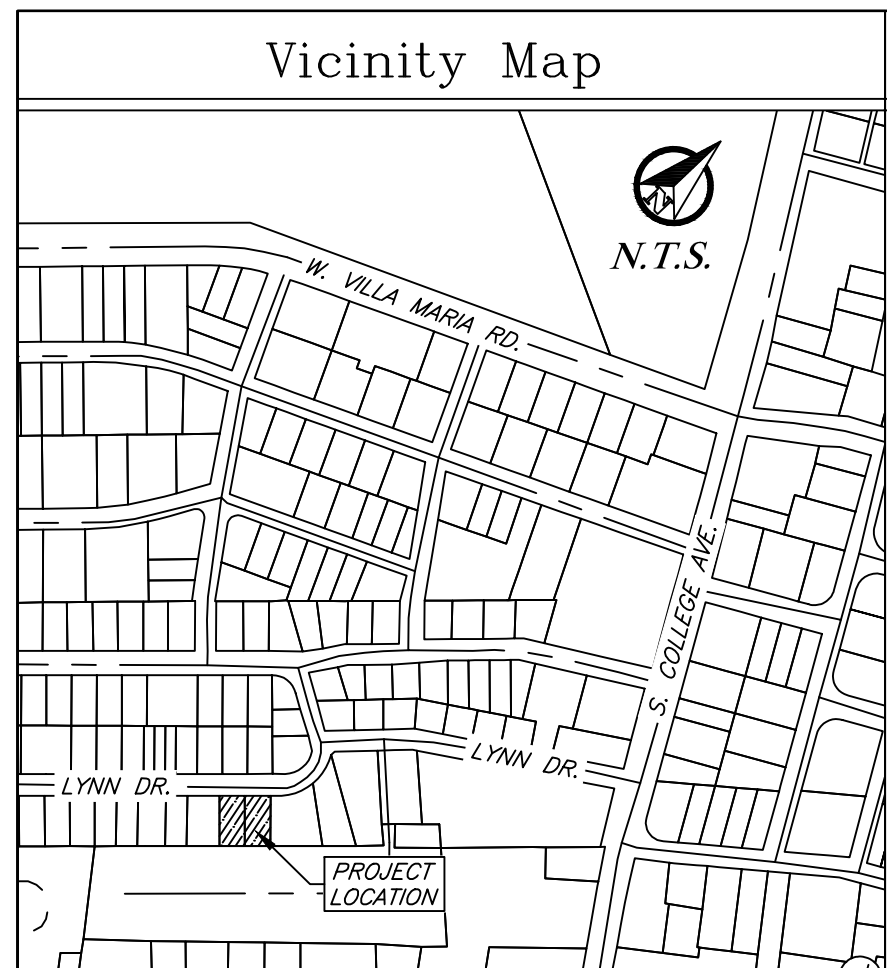 Vicinity Map
N
N.T.S.
W. VILLA MARIA RD.
S. COLLEGE AVE.
LYNN DR.
LYNN DR.
PROJECT
LOCATION